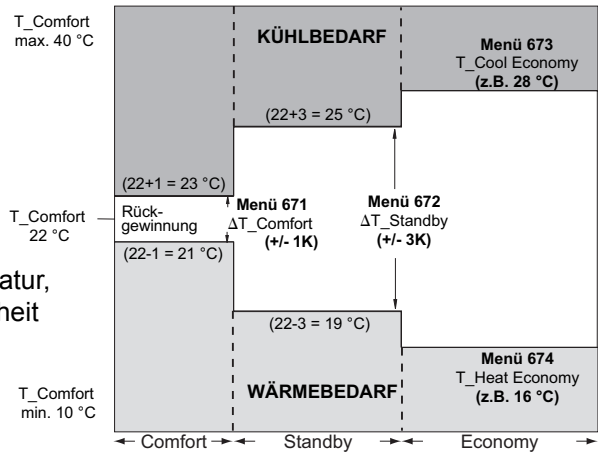 T_Comfort
max. 40 °C
KÜHLBEDARF
Menü 673
T_Cool Economy
(z.B. 28 °C)
(22+3 = 25 °C)
(22+1 = 23 °C)
T_Comfort
22 °C
Rück-
gewinnung
Menü 671
ΔT_Comfort
(+/- 1K)
Menü 672
ΔT_Standby
(+/- 3K)
(22-1 = 21 °C)
atur,
heit
(22-3 = 19 °C)
T_Comfort
min. 10 °C
WÄRMEBEDARF
Menü 674
T_Heat Economy
(z.B. 16 °C)
Comfort
Standby
Economy